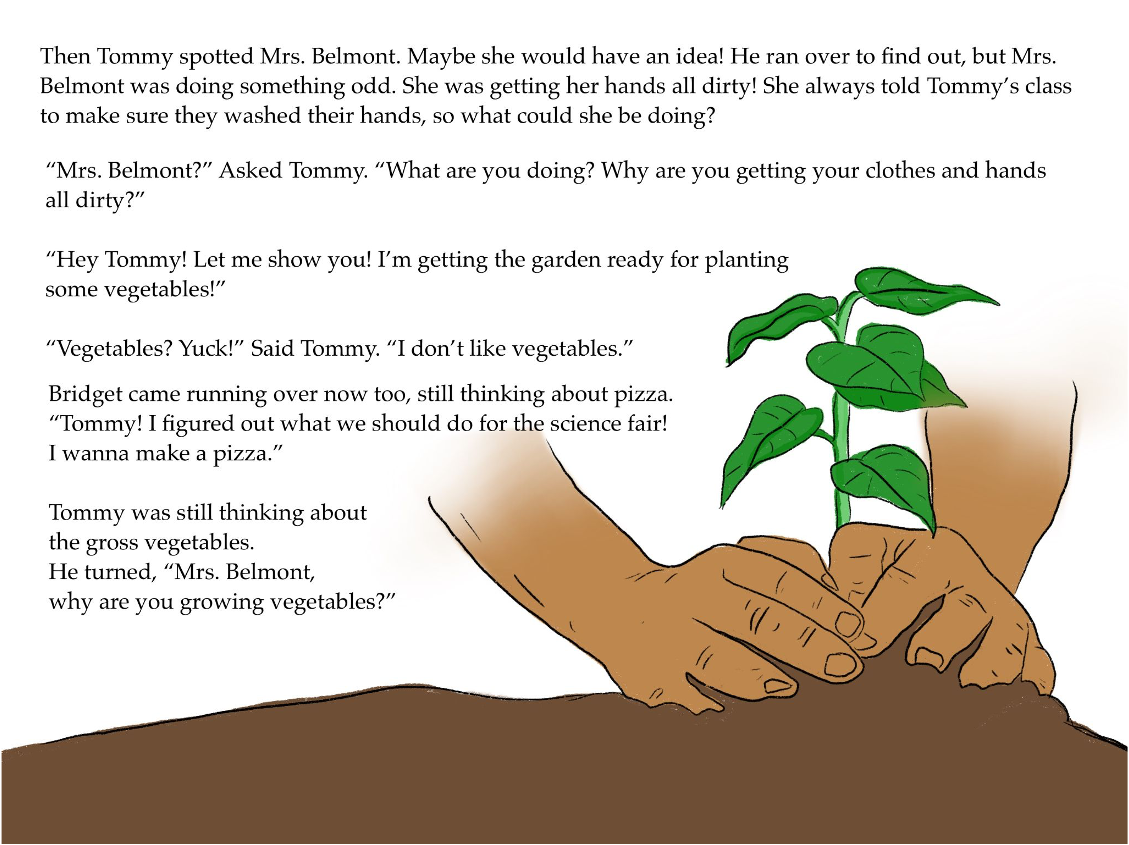 Then Tommy spotted Mrs. Belmont. Maybe she would have an idea! He ran over to find out, but Mrs.
Belmont was doing something odd. She was getting her hands all dirty! She always told Tommy’s class
to make sure they washed their hands, so what could she be doing?
“Mrs. Belmont?” Asked Tommy. “What are you doing? Why are you getting your clothes and hands
all dirty?”
“Hey Tommy! Let me show you! I’m getting the garden ready for planting
some vegetables!”
“Vegetables? Yuck!” Said Tommy. “I don’t like vegetables.”
Bridget came running over now too, still thinking about pizza.
“Tommy! I figured out what we should do for the science fair!
I wanna make a pizza.”
Tommy was still thinking about
the gross vegetables.
He turned, “Mrs. Belmont,
why are you growing vegetables?”